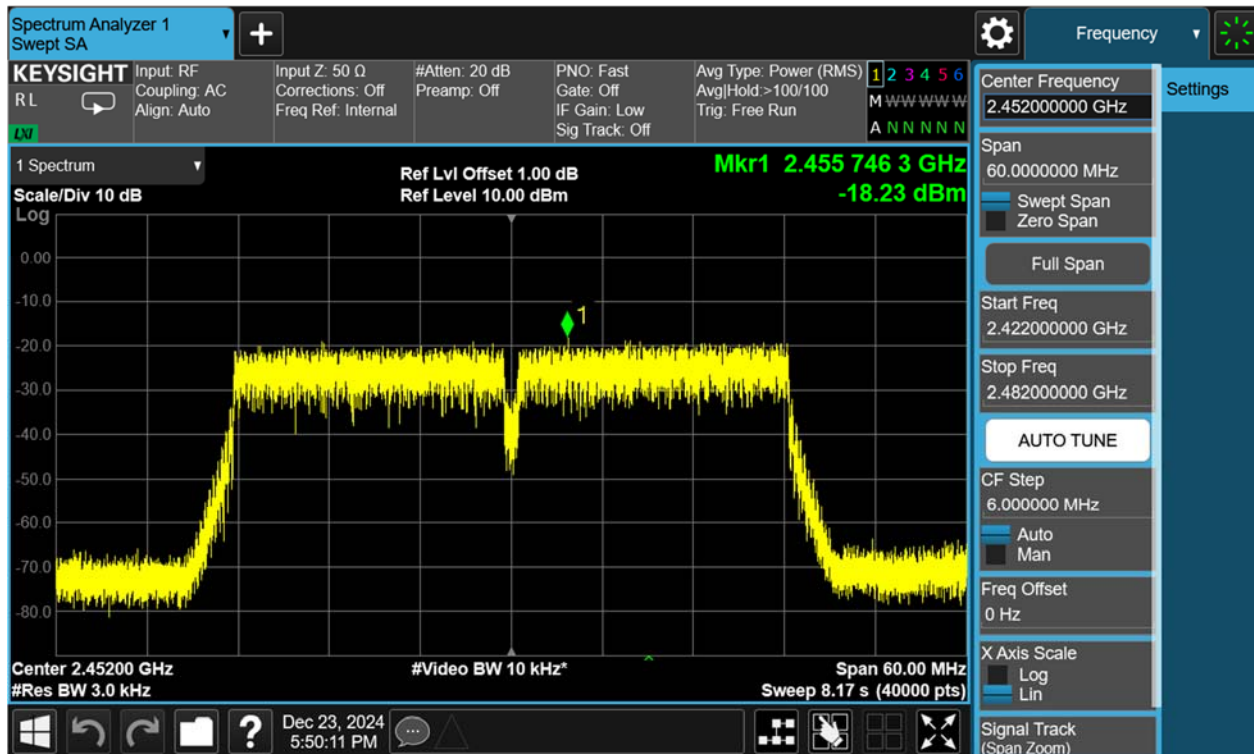 Spectrum Analyzer 1
Swept SA
+
Frequency
KEYSIGHT
RL
LXI
Input: RF
Coupling: AC
Align: Auto
Input Z: 50 Ω
Corrections: Off
Freq Ref: Internal
#Atten: 20 dB
Preamp: Off
PNO: Fast
Gate: Off
IF Gain: Low
Sig Track: Off
Avg Type: Power (RMS)
Avg|Hold:>100/100
Trig: Free Run
1 2 3 4 5 6
M W W W W W
A N N N N N
1 Spectrum
Scale/Div 10 dB
Log
Ref Lvl Offset 1.00 dB
Ref Level 10.00 dBm
Mkr1 2.455 746 3 GHz
-18.23 dBm
0.00
-10.0
-20.0
-30.0
-40.0
-50.0
-60.0
-70.0
-80.0
1
Center 2.45200 GHz
#Res BW 3.0 kHz
#Video BW 10 kHz*
Span 60.00 MHz
Sweep 8.17 s (40000 pts)
?
Dec 23, 2024
5:50:11 PM
Center Frequency
2.452000000 GHz
Span
60.0000000 MHz
Swept Span
Zero Span
Full Span
Start Freq
2.422000000 GHz
Stop Freq
2.482000000 GHz
AUTO TUNE
CF Step
6.000000 MHz
Auto
Man
Freq Offset
0 Hz
X Axis Scale
Log
Lin
Signal Track
(Span Zoom)
Settings